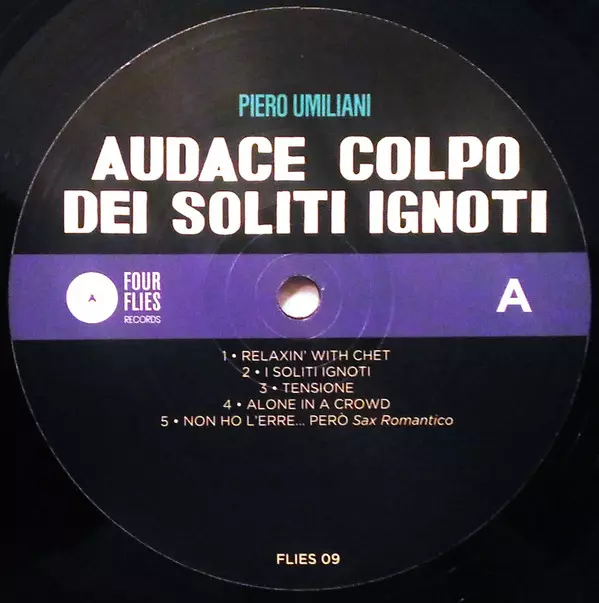 PIERO UMILIANI
AUDACE COLPO
DEI SOLITI IGNOTI
A
FOUR
FLIES
RECORDS
A
1 • RELAXIN' WITH CHET
2 • I SOLITI IGNOTI
3 • TENSIONE
4 • ALONE IN A CROWD
5 • NON HO L'ERRE... PERÒ Sax Romantico
FLIES 09